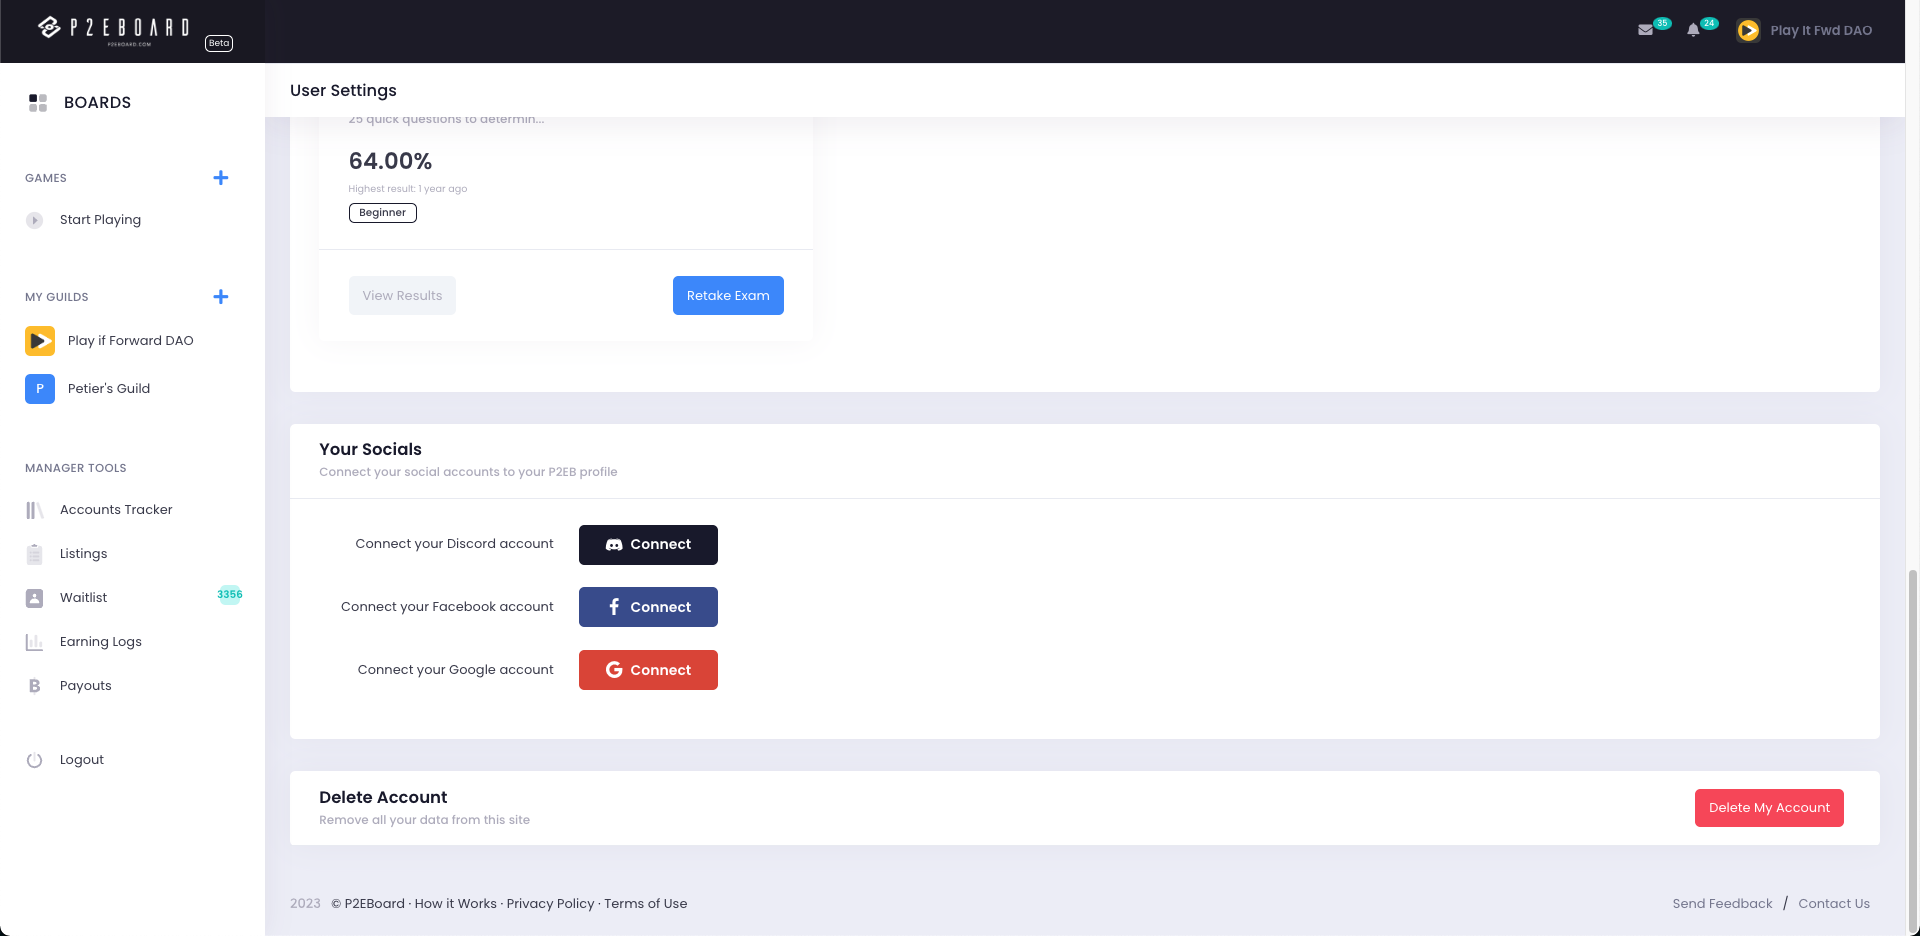 P2EBOARD
P2EBOARD.COM
Beta
35
24
Play It Fwd DAO
BOARDS
User Settings
25 quick questions to determin...
64.00%
Highest result: 1 year ago
Beginner
View Results
Retake Exam
GAMES
Start Playing
MY GUILDS
Play if Forward DAO
P
Petier's Guild
MANAGER TOOLS
Accounts Tracker
Listings
Waitlist
3356
Earning Logs
Payouts
Logout
Your Socials
Connect your social accounts to your P2EB profile
Connect your Discord account
Connect
Connect your Facebook account
Connect
Connect your Google account
Connect
Delete Account
Remove all your data from this site
Delete My Account
2023 © P2EBoard · How it Works · Privacy Policy · Terms of Use
Send Feedback / Contact Us